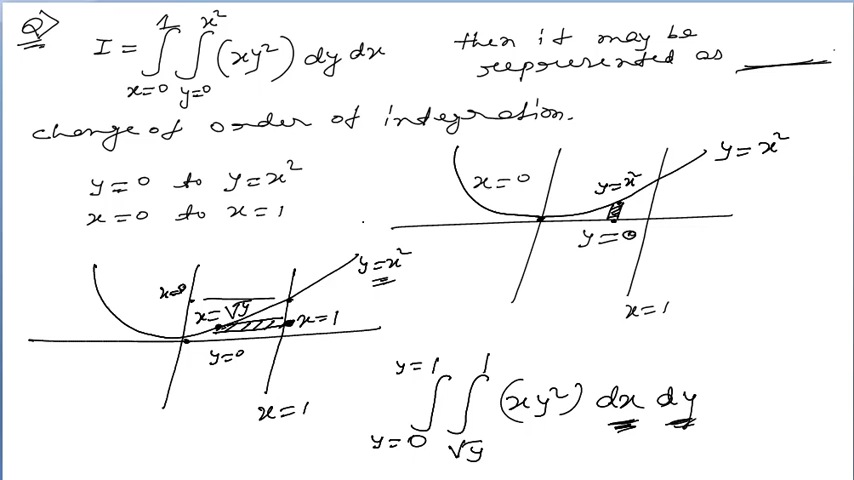 Q
I = ∫_{x=0}^{1} ∫_{y=0}^{x²} (xy²) dy dx then it may be represented as ______
change of order of integration.
y=0 to y=x²
x=0 to x=1
x=0 y=x² y=x²
y=0
x=1
x=0 y=x²
x=√y x=1
y=0
x=1
∫_{y=0}^{y=1} ∫_{√y}^{1} (xy²) dx dy